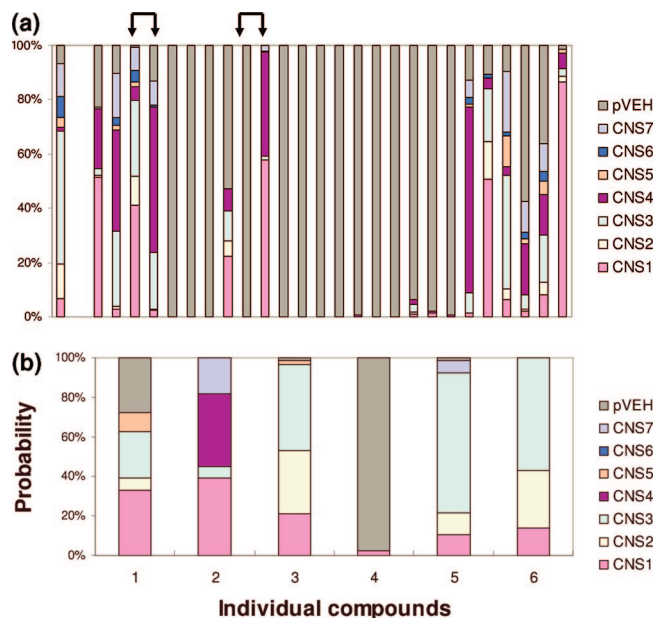 (a)
100%
80%
60%
40%
20%
0%
pVEH
CNS7
CNS6
CNS5
CNS4
CNS3
CNS2
CNS1
(b)
100%
80%
60%
40%
20%
0%
Probability
1 2 3 4 5 6
Individual compounds
pVEH
CNS7
CNS6
CNS5
CNS4
CNS3
CNS2
CNS1